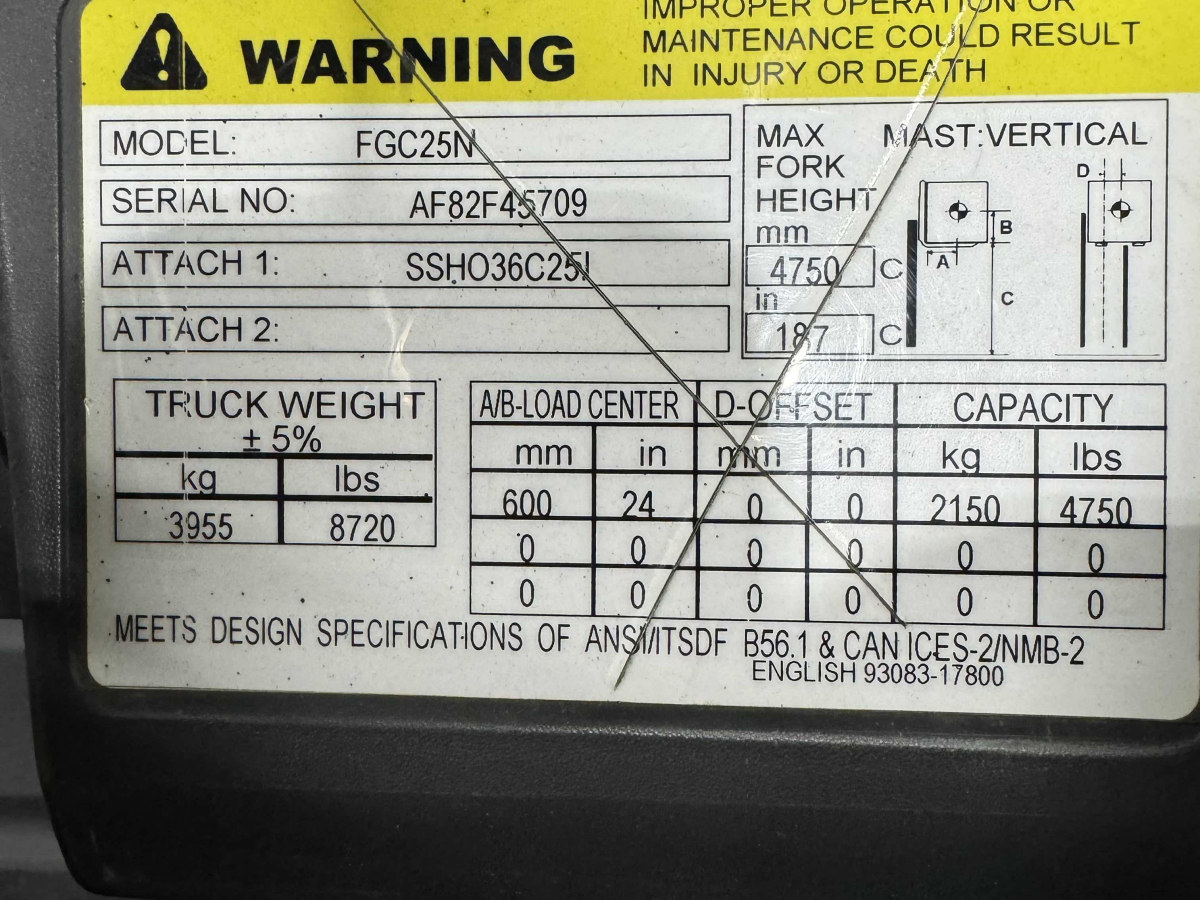 WARNING
IMPROPER OPERATION OR
MAINTENANCE COULD RESULT
IN INJURY OR DEATH
MODEL: FGC25N
SERIAL NO: AF82F45709
ATTACH 1: SSHO36C25I
ATTACH 2:
MAX FORK HEIGHT
mm
4750 C
in
187 C
MAST:VERTICAL
D
B
A
C
TRUCK WEIGHT
± 5%
kg lbs
3955 8720
A/B-LOAD CENTER D-OFFSET CAPACITY
mm in mm in kg lbs
600 24 0 0 2150 4750
0 0 0 0 0 0
0 0 0 0 0 0
MEETS DESIGN SPECIFICATIONS OF ANSI/ITSDF B56.1 & CAN ICES-2/NMB-2
ENGLISH 93083-17800